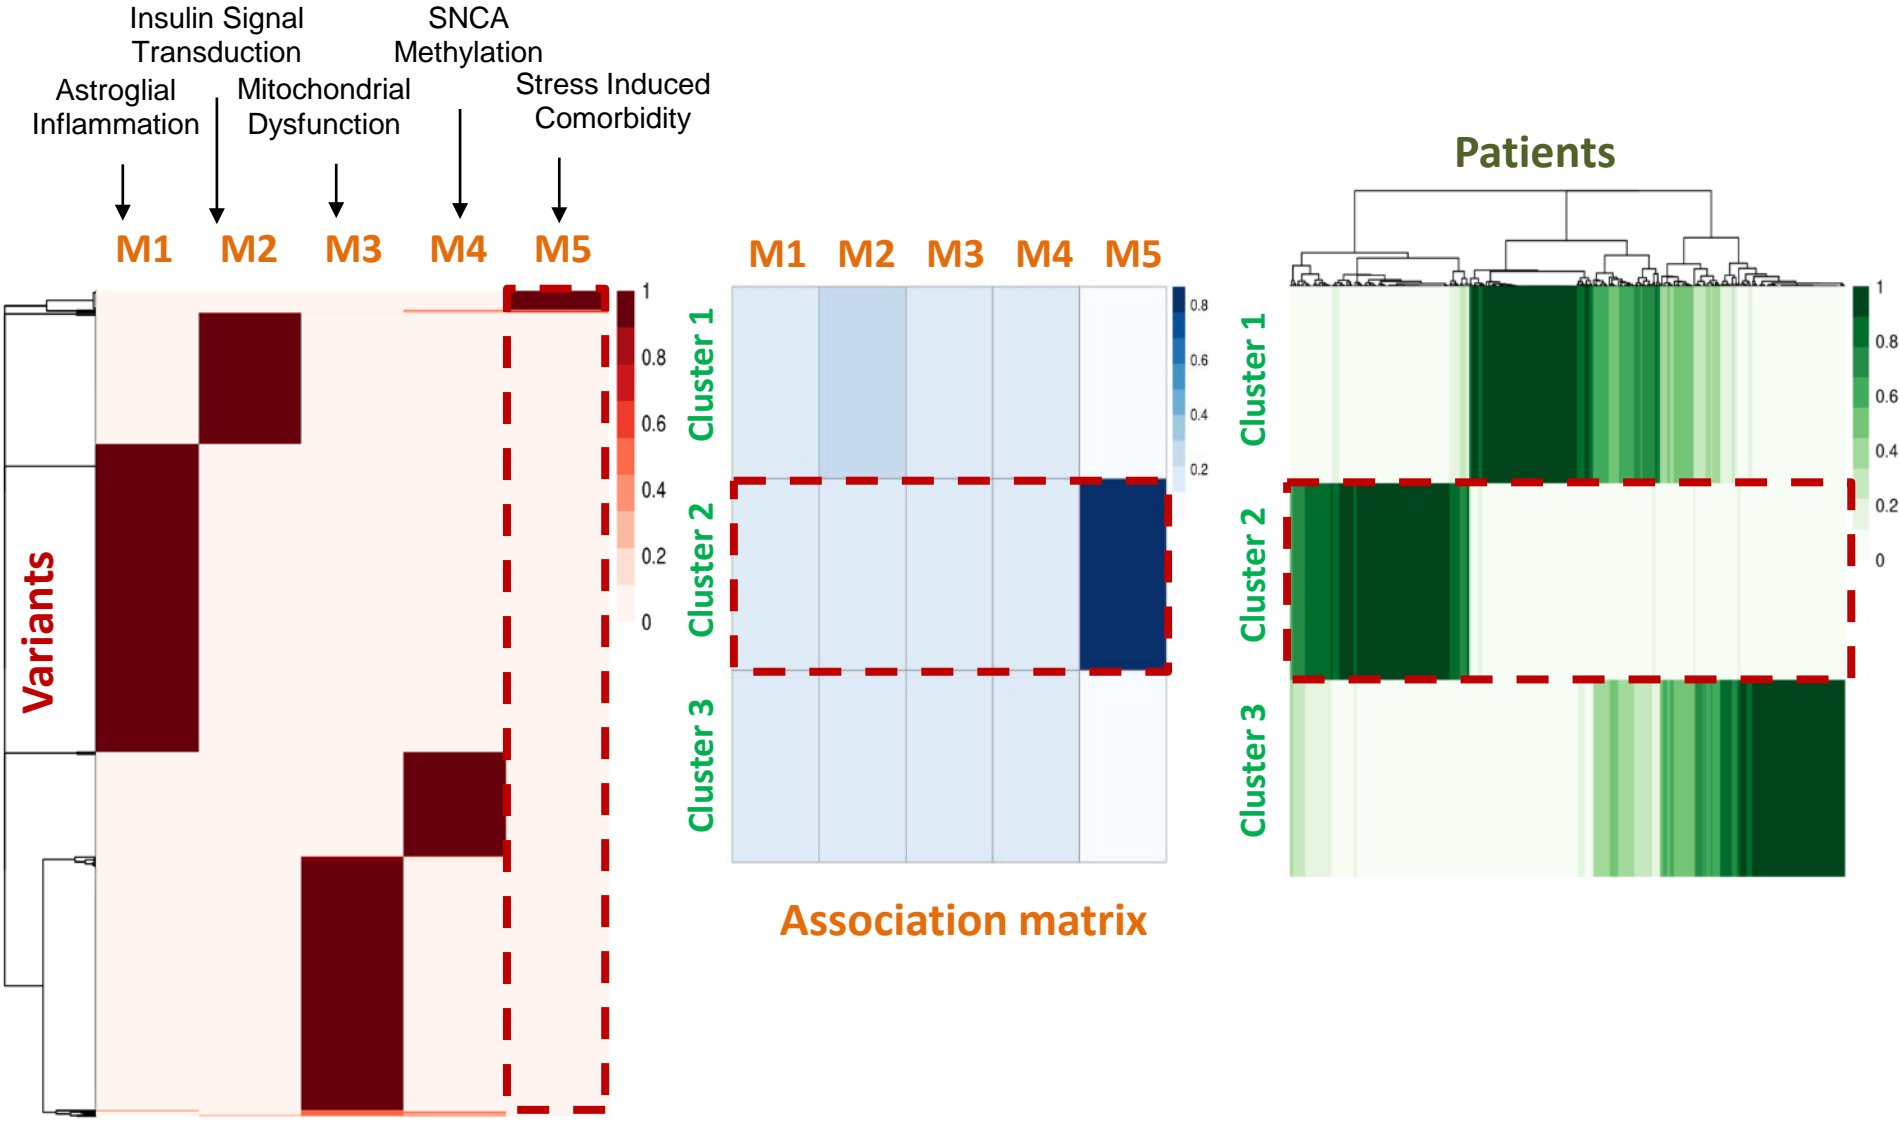 Insulin Signal
Transduction
SNCA
Methylation
Astroglial
Inflammation
Mitochondrial
Dysfunction
Stress Induced
Comorbidity
M1 M2 M3 M4 M5
Variants
1
0.8
0.6
0.4
0.2
0
M1 M2 M3 M4 M5
Cluster 1
Cluster 2
Cluster 3
0.8
0.6
0.4
0.2
Association matrix
Patients
Cluster 1
Cluster 2
Cluster 3
1
0.8
0.6
0.4
0.2
0